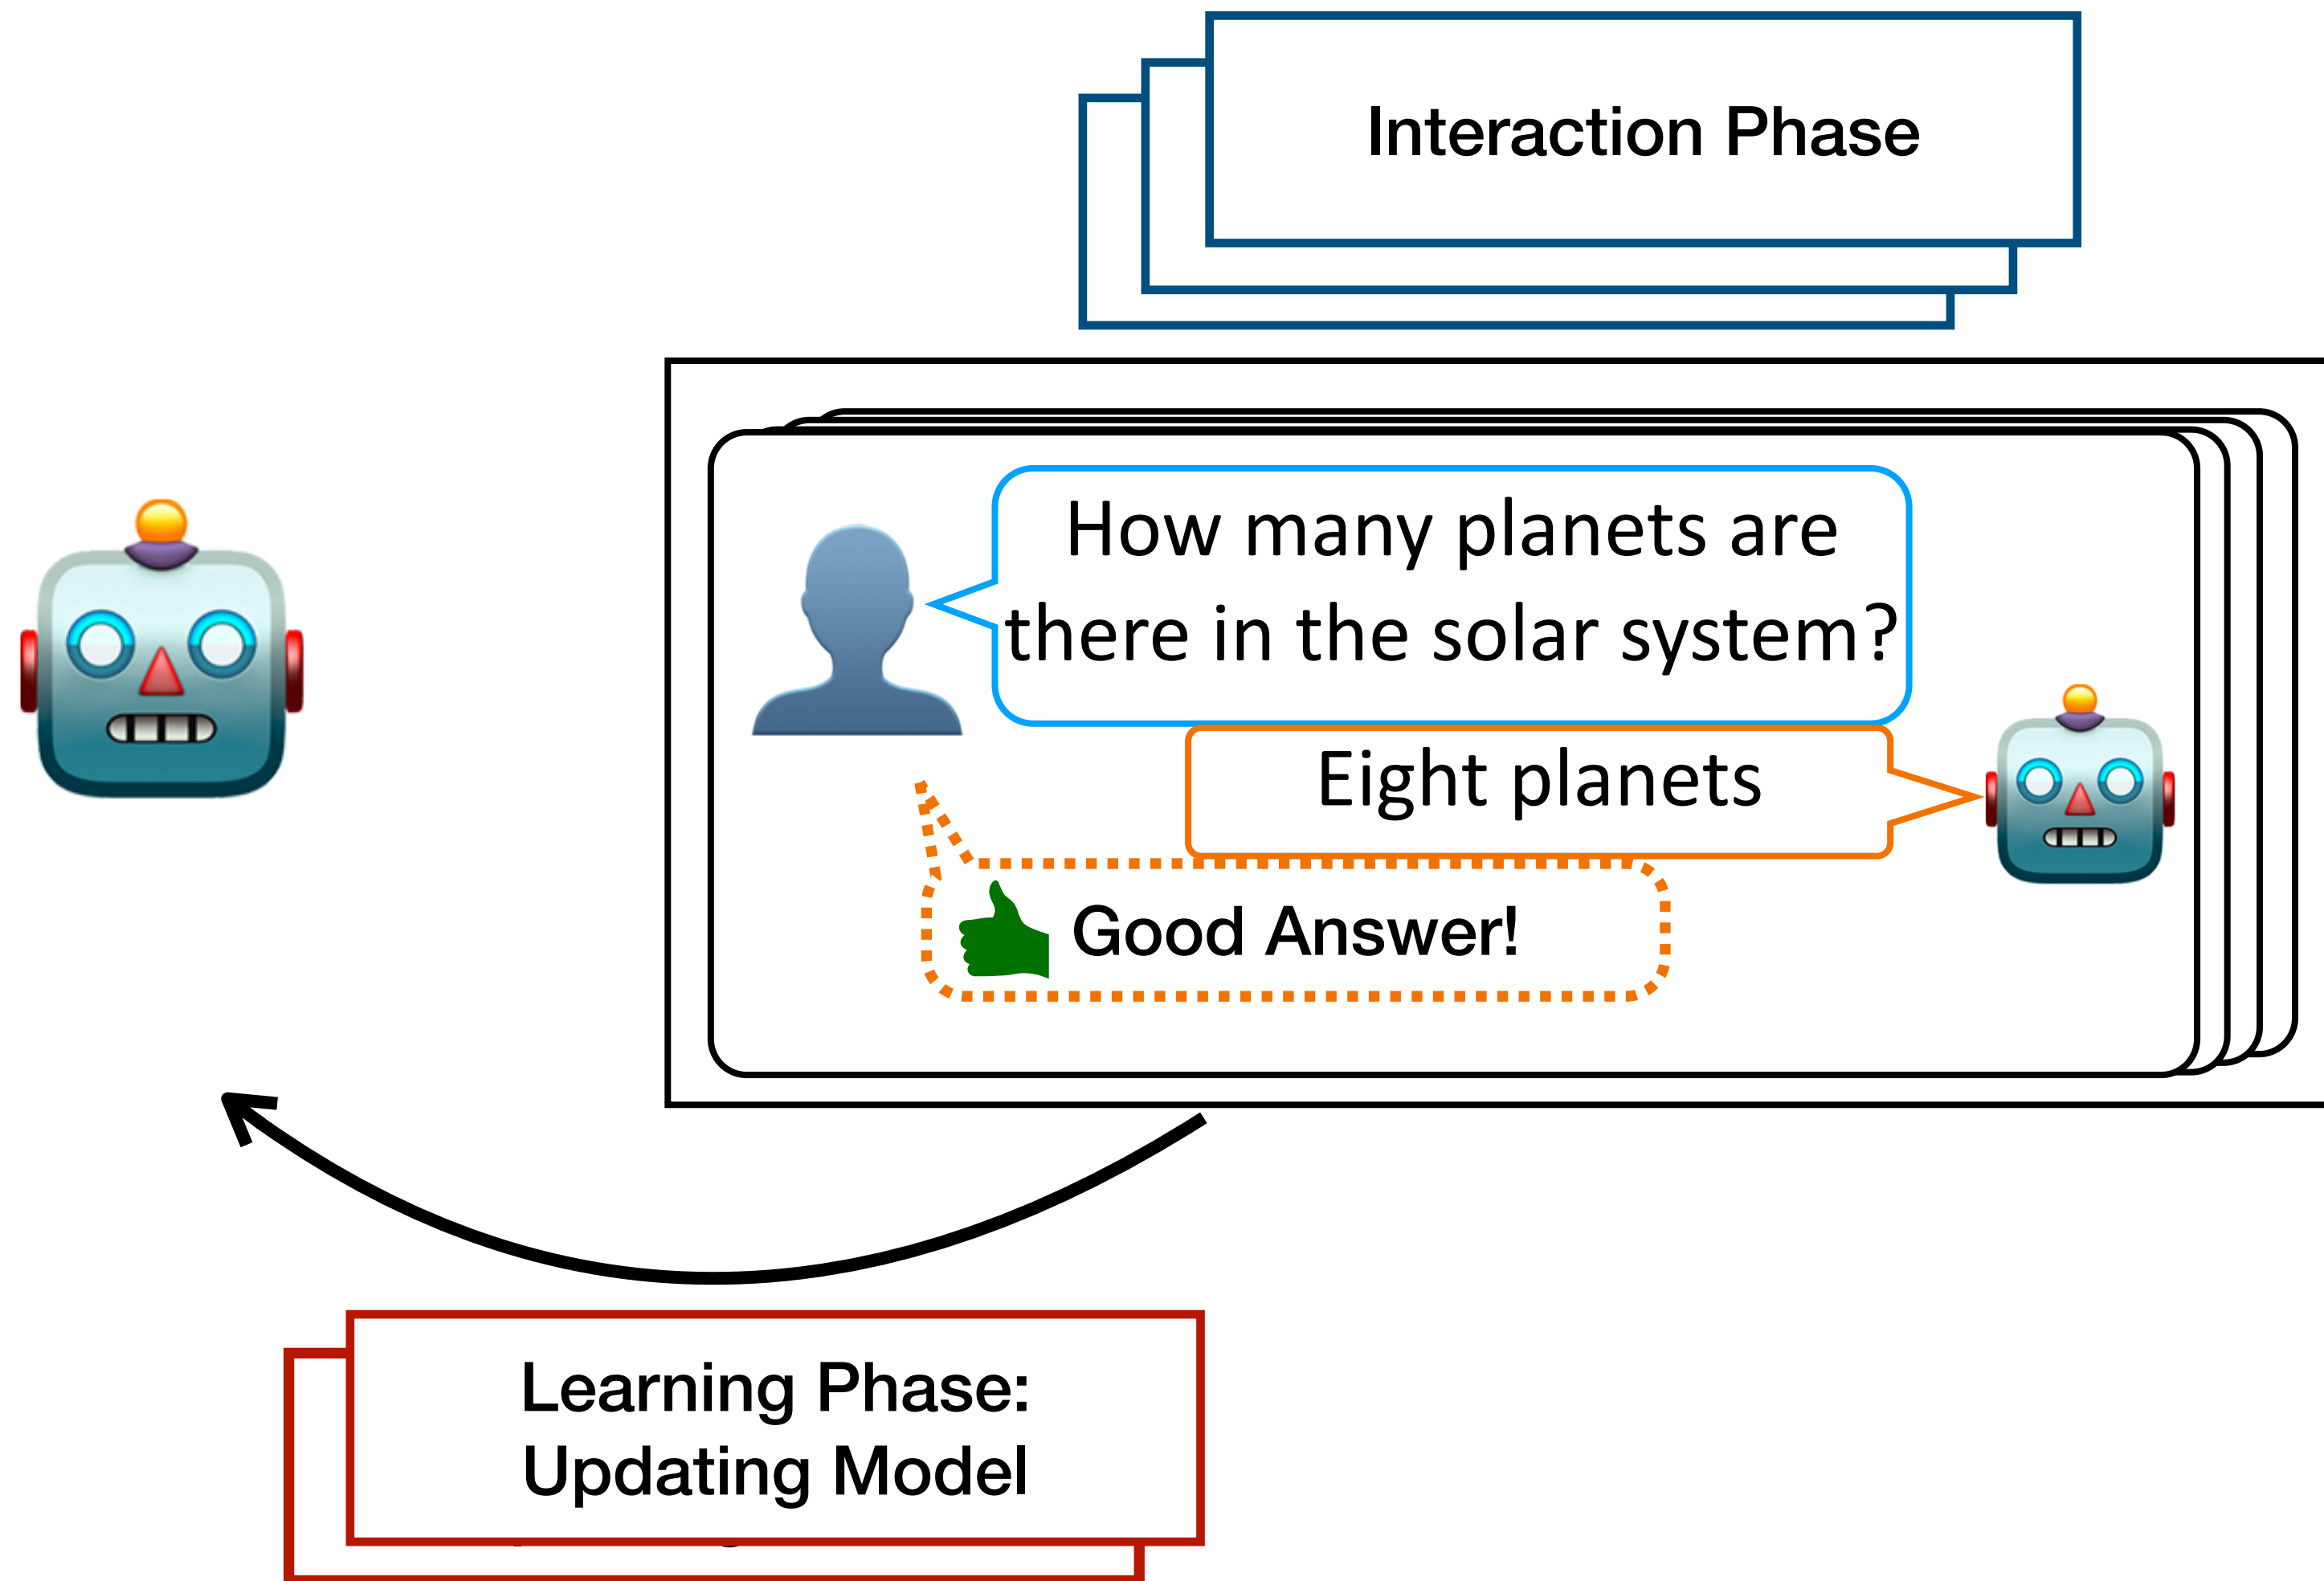 Interaction Phase
How many planets are
there in the solar system?
Eight planets
Good Answer!
Learning Phase:
Updating Model